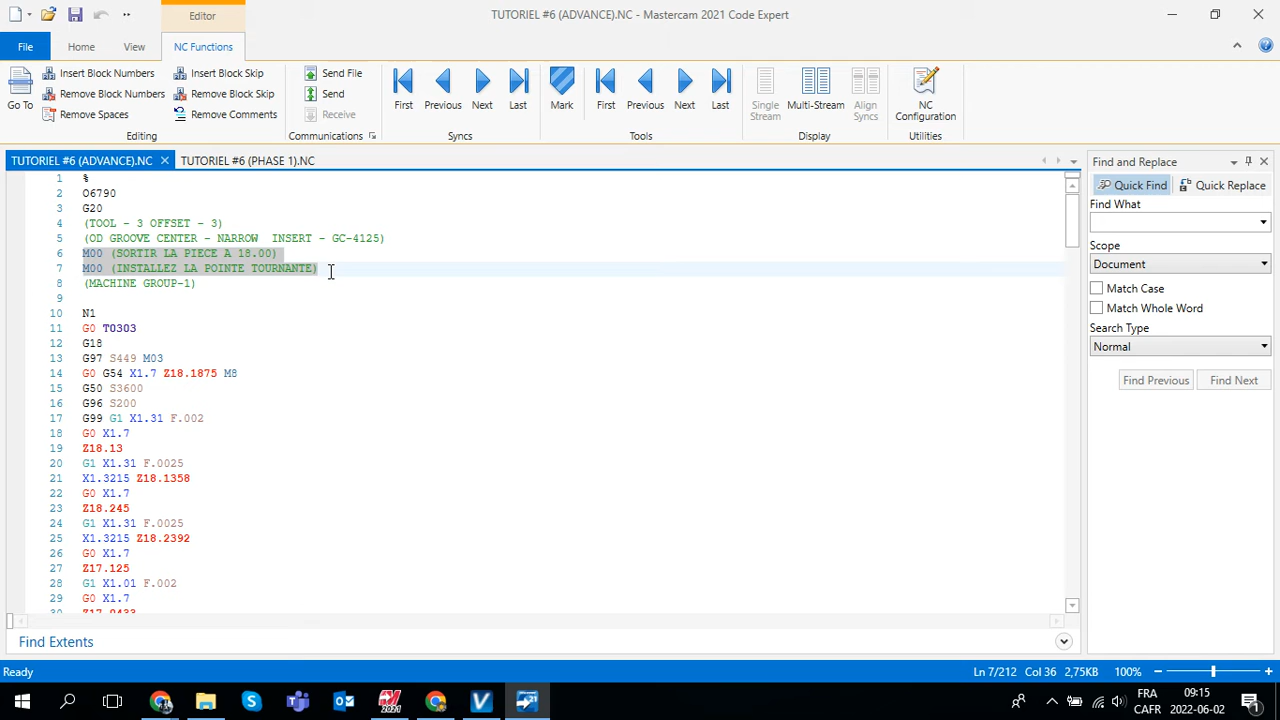 TUTORIEL #6 (ADVANCE).NC - Mastercam 2021 Code Expert
Editor
File
Home
View
NC Functions
Go To
Insert Block Numbers
Remove Block Numbers
Remove Spaces
Insert Block Skip
Remove Block Skip
Remove Comments
Editing
Send File
Send
Receive
Communications
First
Previous
Next
Last
Syncs
Mark
First
Previous
Next
Last
Tools
Single Stream
Multi-Stream
Align Syncs
Display
NC Configuration
Utilities
TUTORIEL #6 (ADVANCE).NC
TUTORIEL #6 (PHASE 1).NC
1 %
2 O6790
3 G20
4 (TOOL - 3 OFFSET - 3)
5 (OD GROOVE CENTER - NARROW  INSERT - GC-4125)
6 M00 (SORTIR LA PIECE A 18.00)
7 M00 (INSTALLEZ LA POINTE TOURNANTE)
8 (MACHINE GROUP-1)
9
10 N1
11 G0 T0303
12 G18
13 G97 S449 M03
14 G0 G54 X1.7 Z18.1875 M8
15 G50 S3600
16 G96 S200
17 G99 G1 X1.31 F.002
18 G0 X1.7
19 Z18.13
20 G1 X1.31 F.0025
21 X1.3215 Z18.1358
22 G0 X1.7
23 Z18.245
24 G1 X1.31 F.0025
25 X1.3215 Z18.2392
26 G0 X1.7
27 Z17.125
28 G1 X1.01 F.002
29 G0 X1.7
30 Z17.0433
Find and Replace
Quick Find
Quick Replace
Find What
Scope
Document
Match Case
Match Whole Word
Search Type
Normal
Find Previous
Find Next
Find Extents
Ready
Ln 7/212
Col 36
2,75KB
100%
2021
FRA
CAFR
09:15
2022-06-02
1